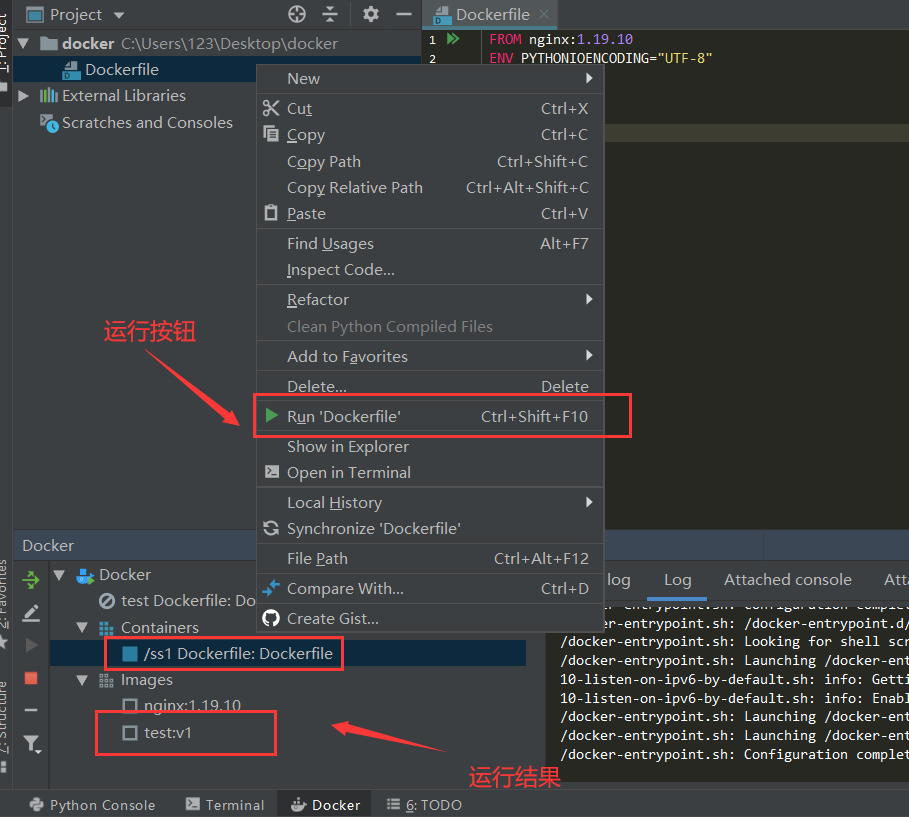 1: Project
Project
Dockerfile
docker C:\Users\123\Desktop\docker
1 FROM nginx:1.19.10
Dockerfile
2 ENV PYTHONIOENCODING="UTF-8"
External Libraries
Scratches and Consoles
New
Cut Ctrl+X
Copy Ctrl+C
Copy Path Ctrl+Shift+C
Copy Relative Path Ctrl+Alt+Shift+C
Paste Ctrl+V
Find Usages Alt+F7
Inspect Code...
Refactor
Clean Python Compiled Files
Add to Favorites
Delete... Delete
Run 'Dockerfile' Ctrl+Shift+F10
Show in Explorer
Open in Terminal
Local History
Synchronize 'Dockerfile'
File Path Ctrl+Alt+F12
Compare With... Ctrl+D
Create Gist...
运行按钮
Docker
2: Favorites
7: Structure
Docker
test Dockerfile: Do
Containers
/ss1 Dockerfile: Dockerfile
Images
nginx:1.19.10
test:v1
运行结果
log Log Attached console Atta
cker-entrypoint.sh: Configuration complet
cker-entrypoint.sh: /docker-entrypoint.d/
/docker-entrypoint.sh: Looking for shell scr
/docker-entrypoint.sh: Launching /docker-ent
10-listen-on-ipv6-by-default.sh: info: Getti
10-listen-on-ipv6-by-default.sh: info: Enabl
/docker-entrypoint.sh: Launching /docker-ent
/docker-entrypoint.sh: Launching /docker-ent
/docker-entrypoint.sh: Configuration complet
Python Console Terminal Docker 6: TODO